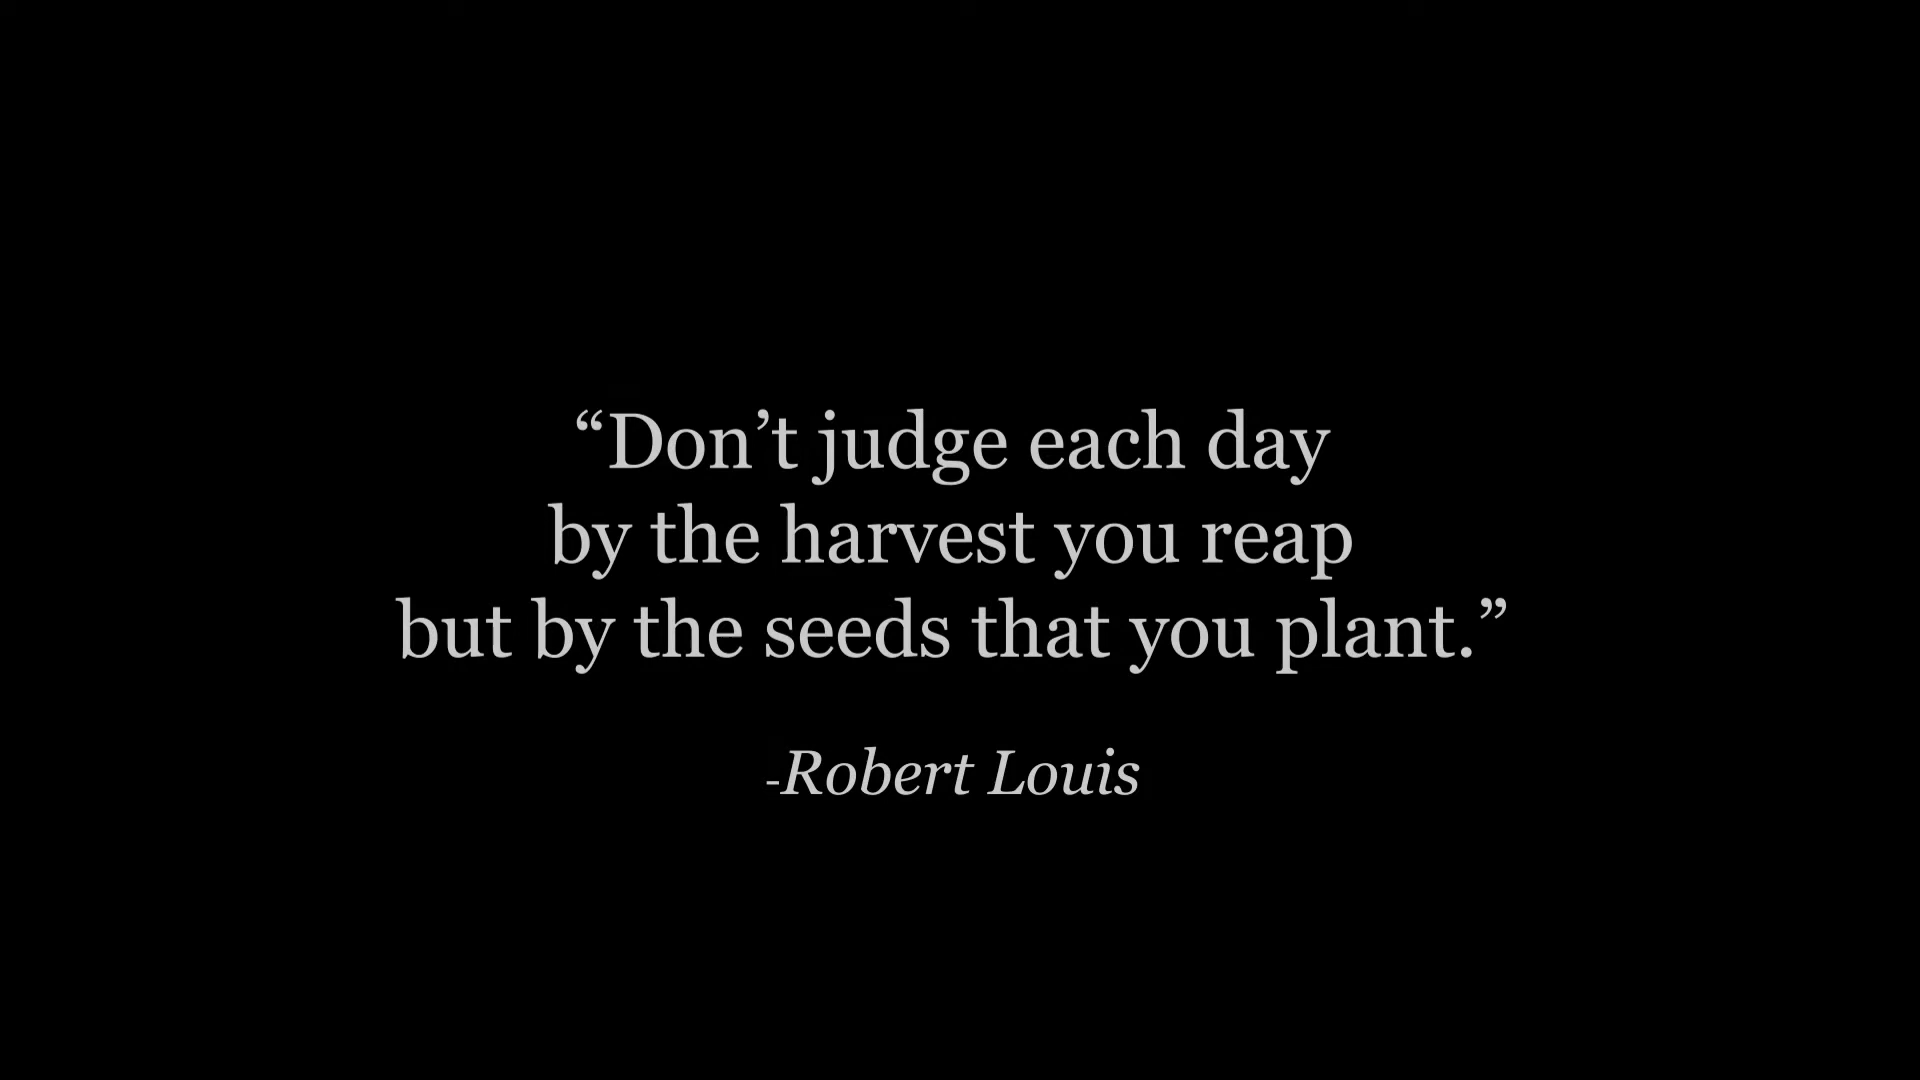 “Don’t judge each day
by the harvest you reap
but by the seeds that you plant.”
-Robert Louis